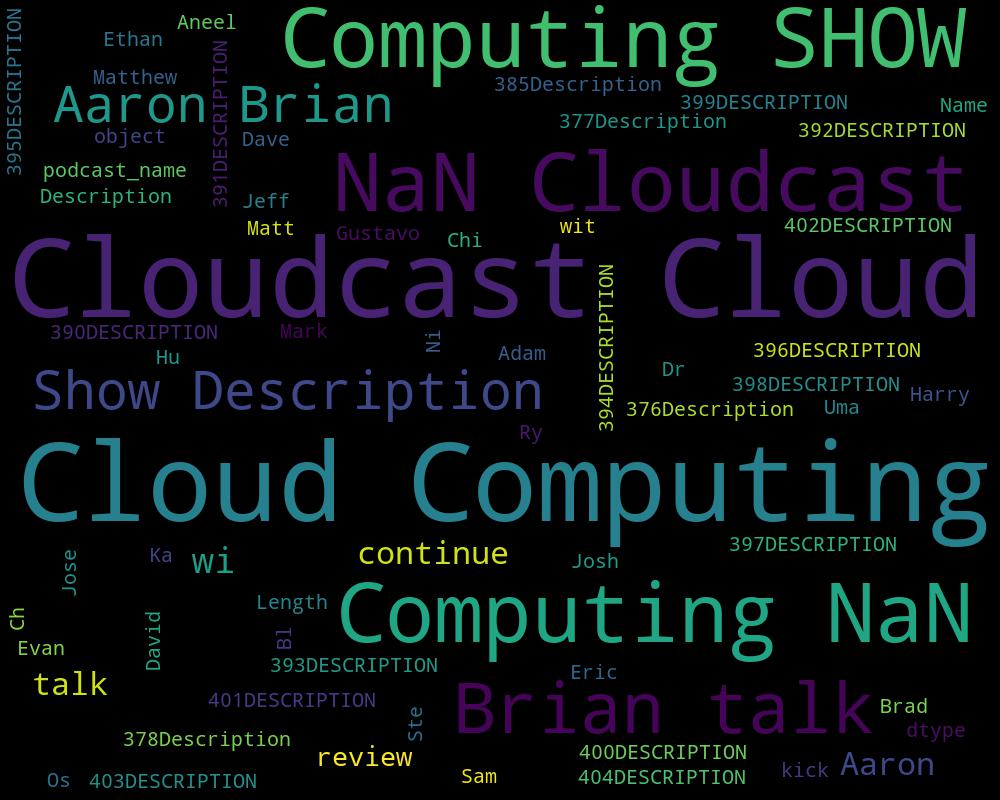 395DESCRIPTION
Aneel
Computing SHOW
Ethan
391DESCRIPTION
Matthew
385Description
Aaron Brian
399DESCRIPTION
Name
377Description
392DESCRIPTION
object
Dave
podcast_name
NaN Cloudcast
Description
Jeff
Matt
Gustavo
Chi
wit
402DESCRIPTION
Cloudcast Cloud
394DESCRIPTION
390DESCRIPTION
Mark
Ni
Adam
396DESCRIPTION
Hu
Dr
398DESCRIPTION
Harry
Show Description
376Description
Uma
Ry
Cloud Computing
397DESCRIPTION
Jose
Ka
wi
continue
Josh
Length
Computing NaN
Ch
David
Bl
Evan
393DESCRIPTION
Eric
talk
401DESCRIPTION
Brian talk
Brad
Ste
dtype
378Description
review
400DESCRIPTION
Os
403DESCRIPTION
Sam
404DESCRIPTION
kick
Aaron